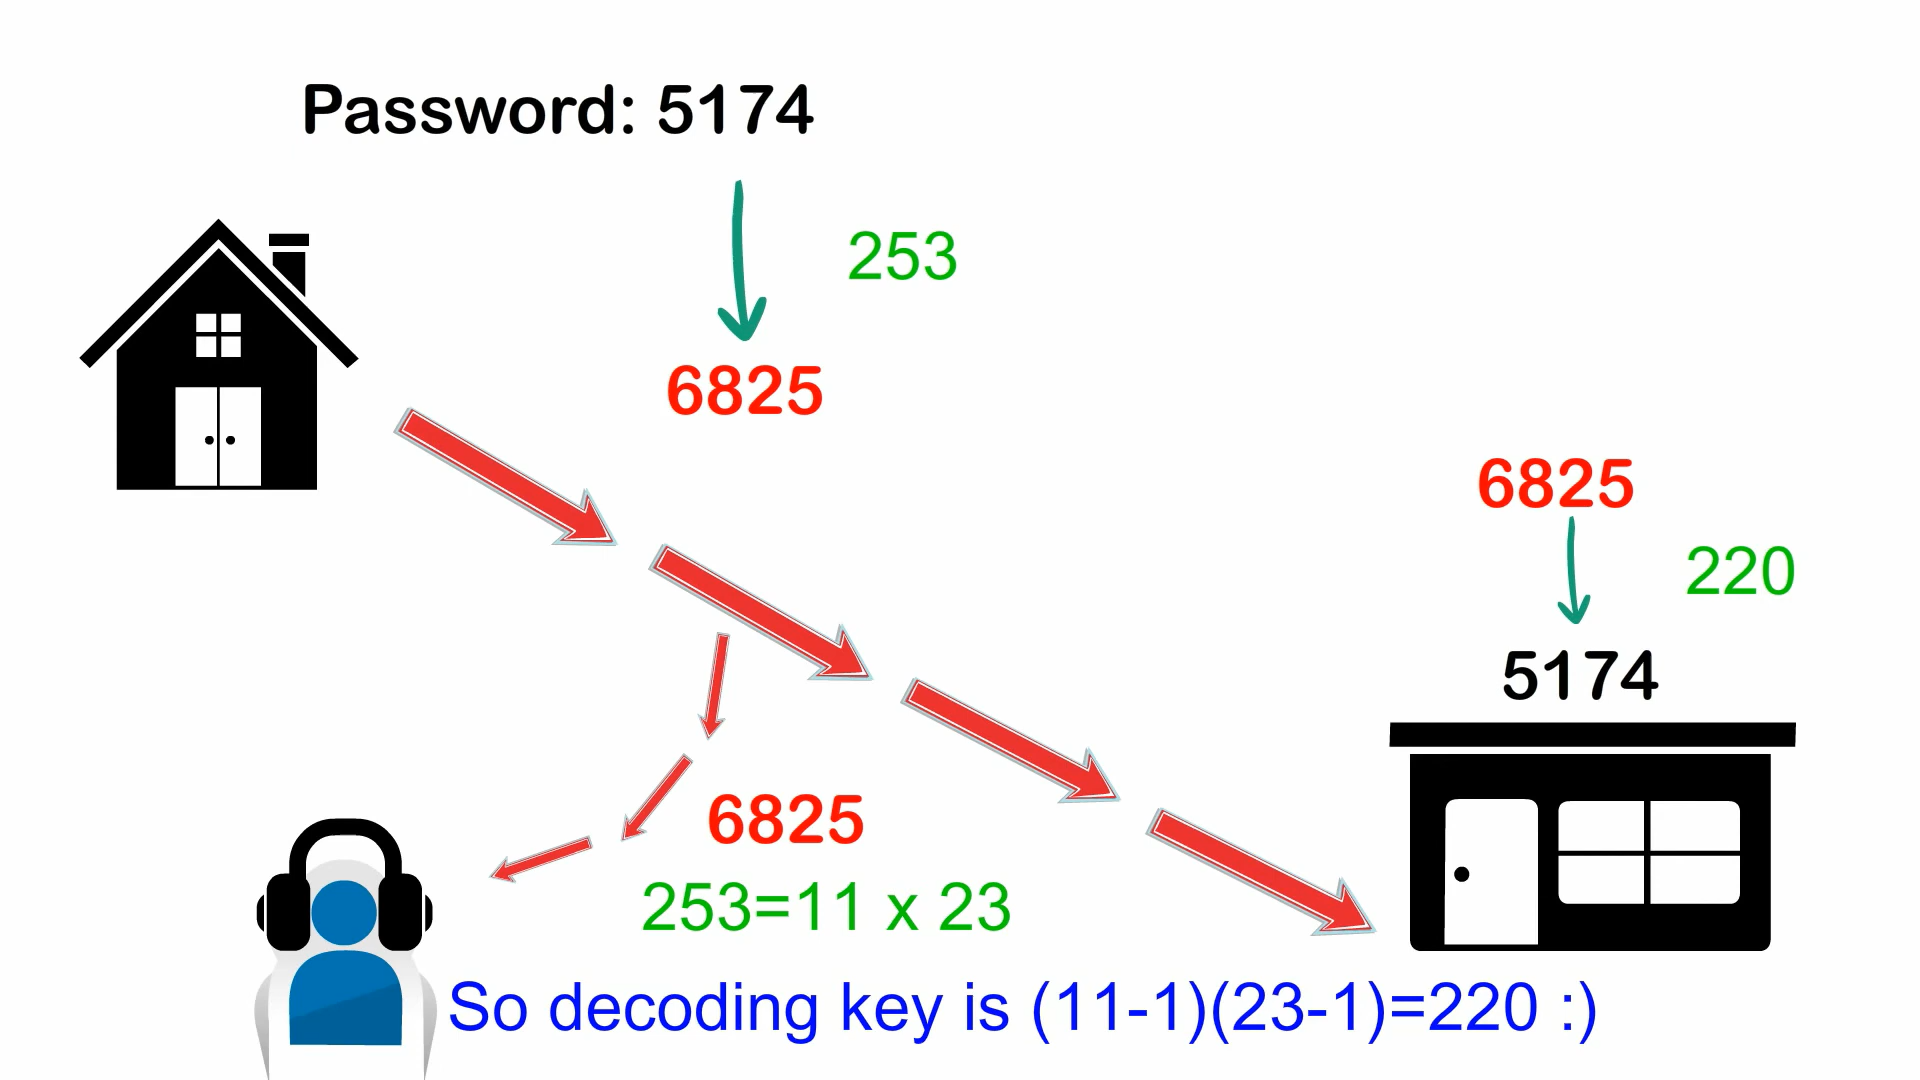 Password: 5174
253
6825
6825
220
5174
6825
253=11 x 23
So decoding key is (11-1)(23-1)=220 :)